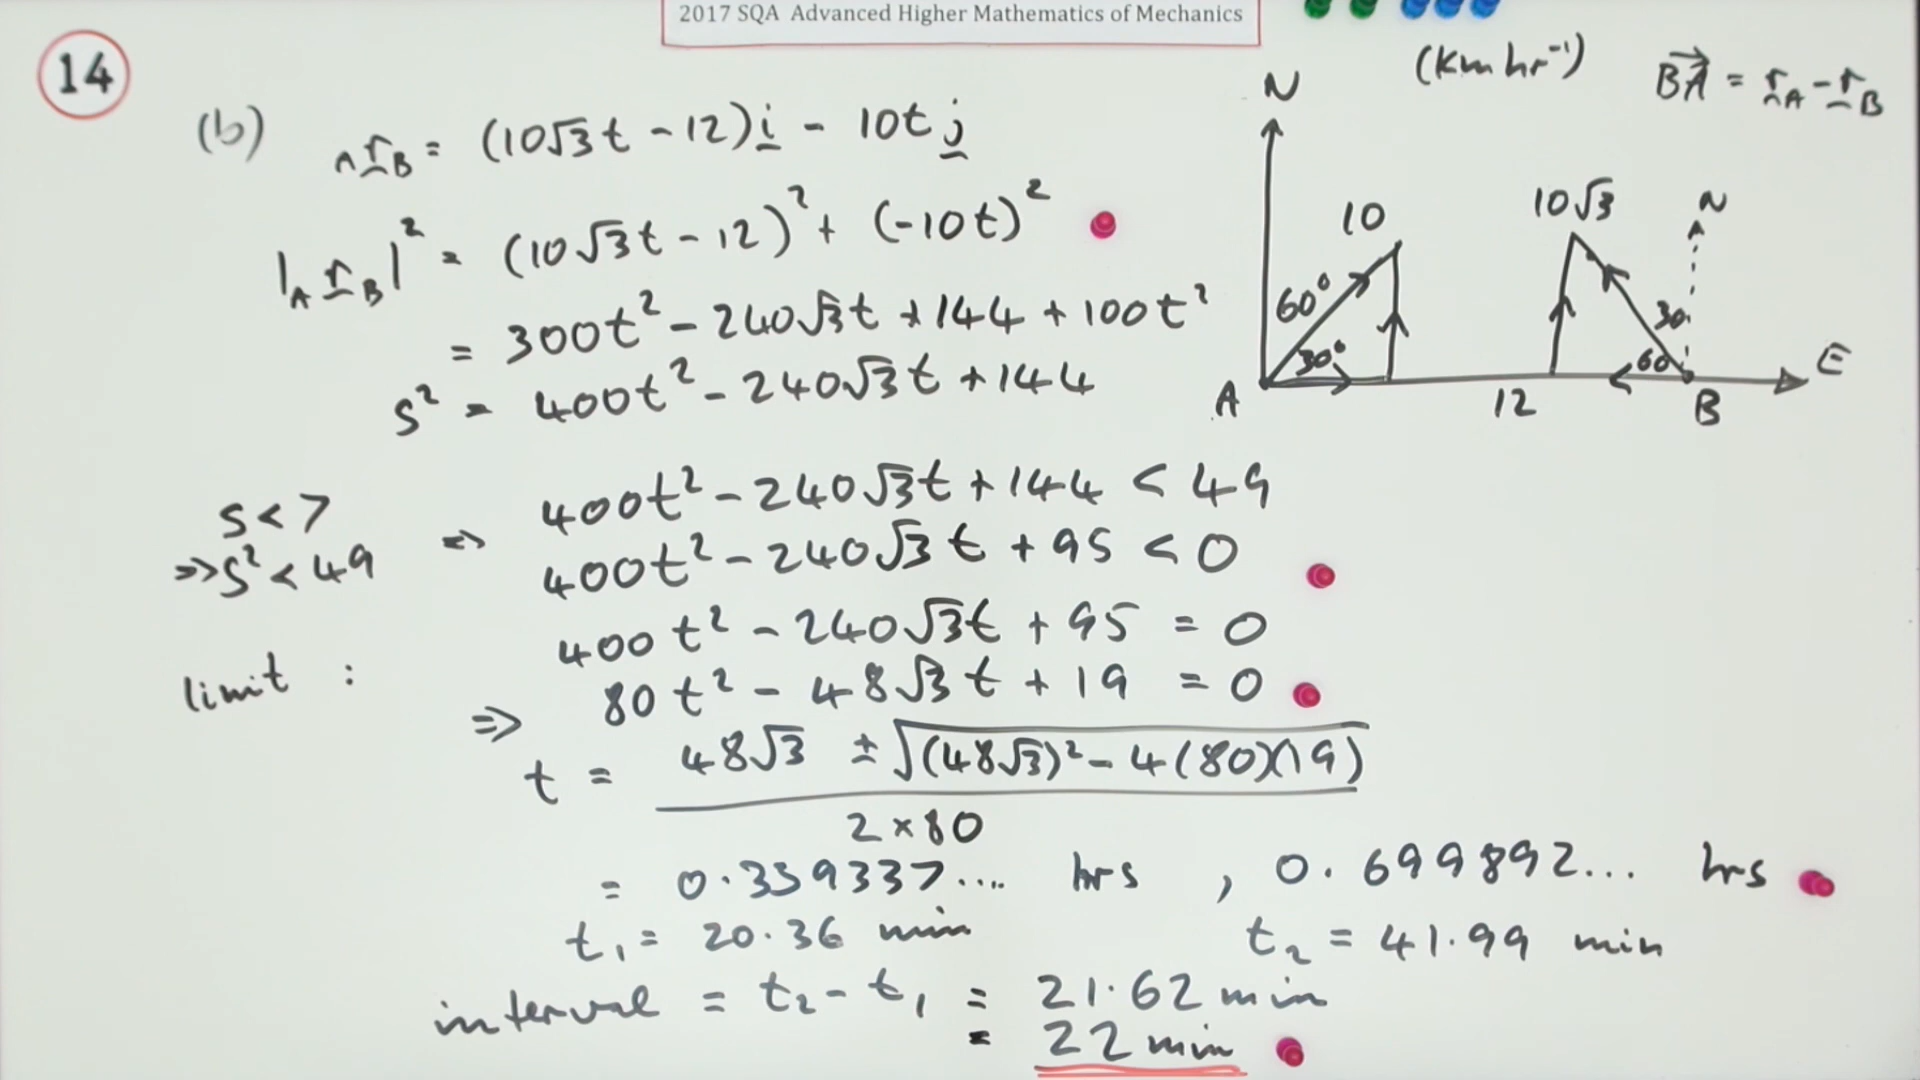 2017 SQA Advanced Higher Mathematics of Mechanics
14
(km hr⁻¹)
B⃗A = r_A - r_B
(b) _A r_B = (10√3t - 12)i - 10t j
|_A r_B|² = (10√3t - 12)² + (-10t)²
= 300t² - 240√3t + 144 + 100t²
S² = 400t² - 240√3t + 144
N
10
60°
30°
A
12
10√3
N
30
60
B
E
S < 7
=> S² < 49
=> 400t² - 240√3t + 144 < 49
400t² - 240√3t + 95 < 0
limit :
400t² - 240√3t + 95 = 0
=> 80t² - 48√3t + 19 = 0
t = 48√3 ± √(48√3)² - 4(80)(19)
2 × 80
= 0.339337.... hrs , 0.699892... hrs
t₁ = 20.36 min t₂ = 41.99 min
interval = t₂ - t₁ = 21.62 min
= 22 min